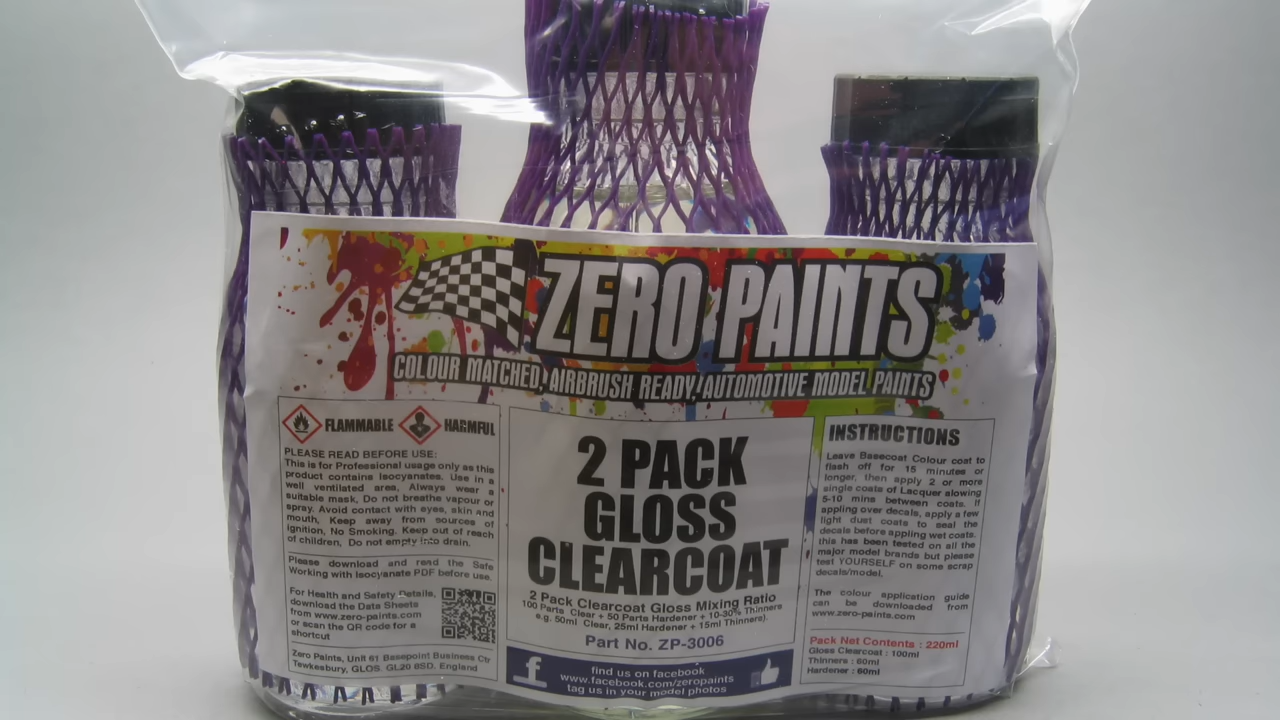 ZERO PAINTS
COLOUR MATCHED, AIRBRUSH READY, AUTOMOTIVE MODEL PAINTS
FLAMMABLE HARMFUL
PLEASE READ BEFORE USE:
This is for Professional usage only as this
product contains Isocyanates. Use in a
well ventilated area, Always wear a
suitable mask, Do not breathe vapour or
spray. Avoid contact with eyes, skin and
mouth, Keep away from sources of
ignition, No Smoking. Keep out of reach
of children, Do not empty into drain.
Please download and read the Safe
Working with Isocyanate PDF before use.
For Health and Safety Details,
download the Data Sheets
from www.zero-paints.com
or scan the QR code for a
shortcut
Zero Paints, Unit 61 Basepoint Business Ctr
Tewkesbury, GLOS. GL20 8SD. England
2 PACK
GLOSS
CLEARCOAT
2 Pack Clearcoat Gloss Mixing Ratio
100 Parts Clear + 50 Parts Hardener + 10-30% Thinners
e.g. 50ml Clear, 25ml Hardener + 15ml Thinners).
Part No. ZP-3006
f
find us on facebook
www.facebook.com/zeropaints
tag us in your model photos
INSTRUCTIONS
Leave Basecoat Colour coat to
flash off for 15 minutes or
longer, then apply 2 or more
single coats of Lacquer alowing
5-10 mins between coats. If
appling over decals, apply a few
light dust coats to seal the
decals before appling wet coats.
this has been tested on all the
major model brands but please
test YOURSELF on some scrap
decals/model.
The colour application guide
can be downloaded from
www.zero-paints.com
Pack Net Contents : 220ml
Gloss Clearcoat : 100ml
Thinners : 60ml
Hardener : 60ml